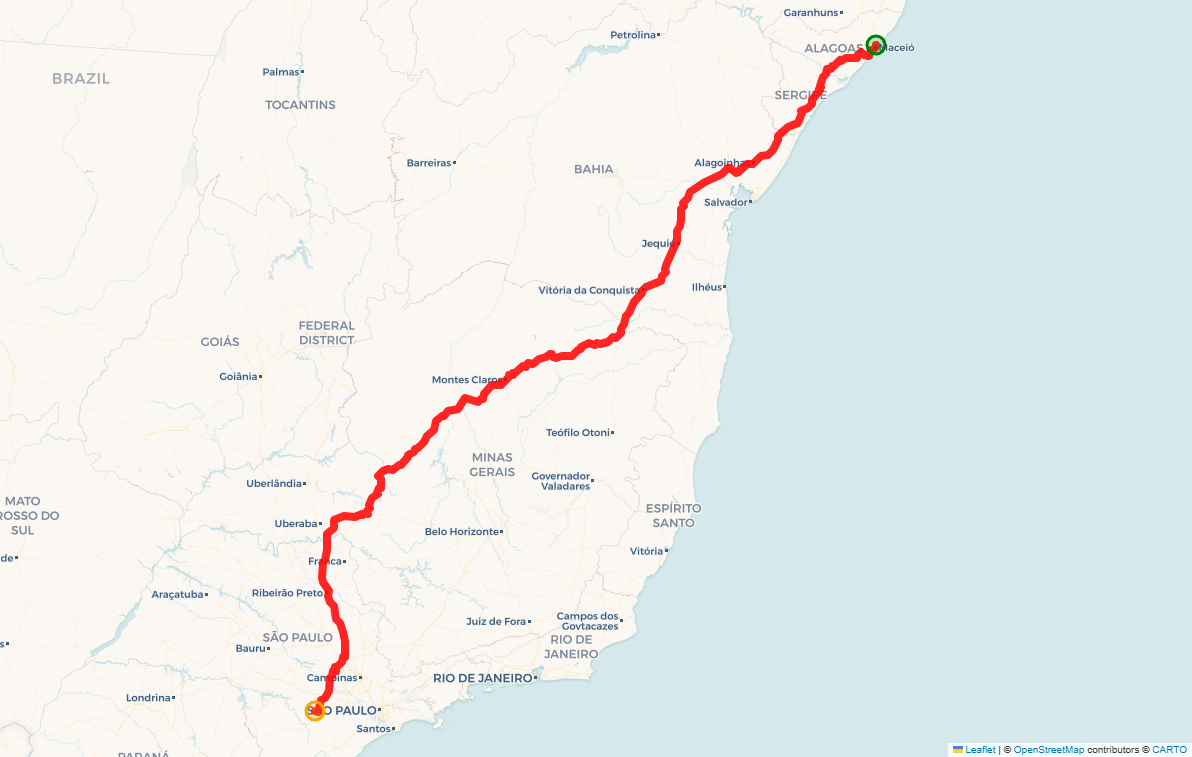 Garanhuns
Petrolina
ALAGOAS
Maceió
Palmas
BRAZIL
SERGIPE
TOCANTINS
Barreiras
Alagoinhas
BAHIA
Salvador
Jequié
Ilhéus
Vitória da Conquista
FEDERAL
DISTRICT
GOIÁS
Goiânia
Montes Claros
Teófilo Otoni
MINAS
GERAIS
Governador
Valadares
Uberlândia
MATO
ROSSO DO
SUL
ESPÍRITO
SANTO
Uberaba
Belo Horizonte
Vitória
de
Franca
Ribeirão Preto
Araçatuba
Campos dos
Govtacazes
Juiz de Fora
SÃO PAULO
RIO DE
JANEIRO
s
Bauru
Campinas
RIO DE JANEIRO
Londrina
SÃO PAULO
Santos
PARANÁ
Leaflet | © OpenStreetMap contributors © CARTO